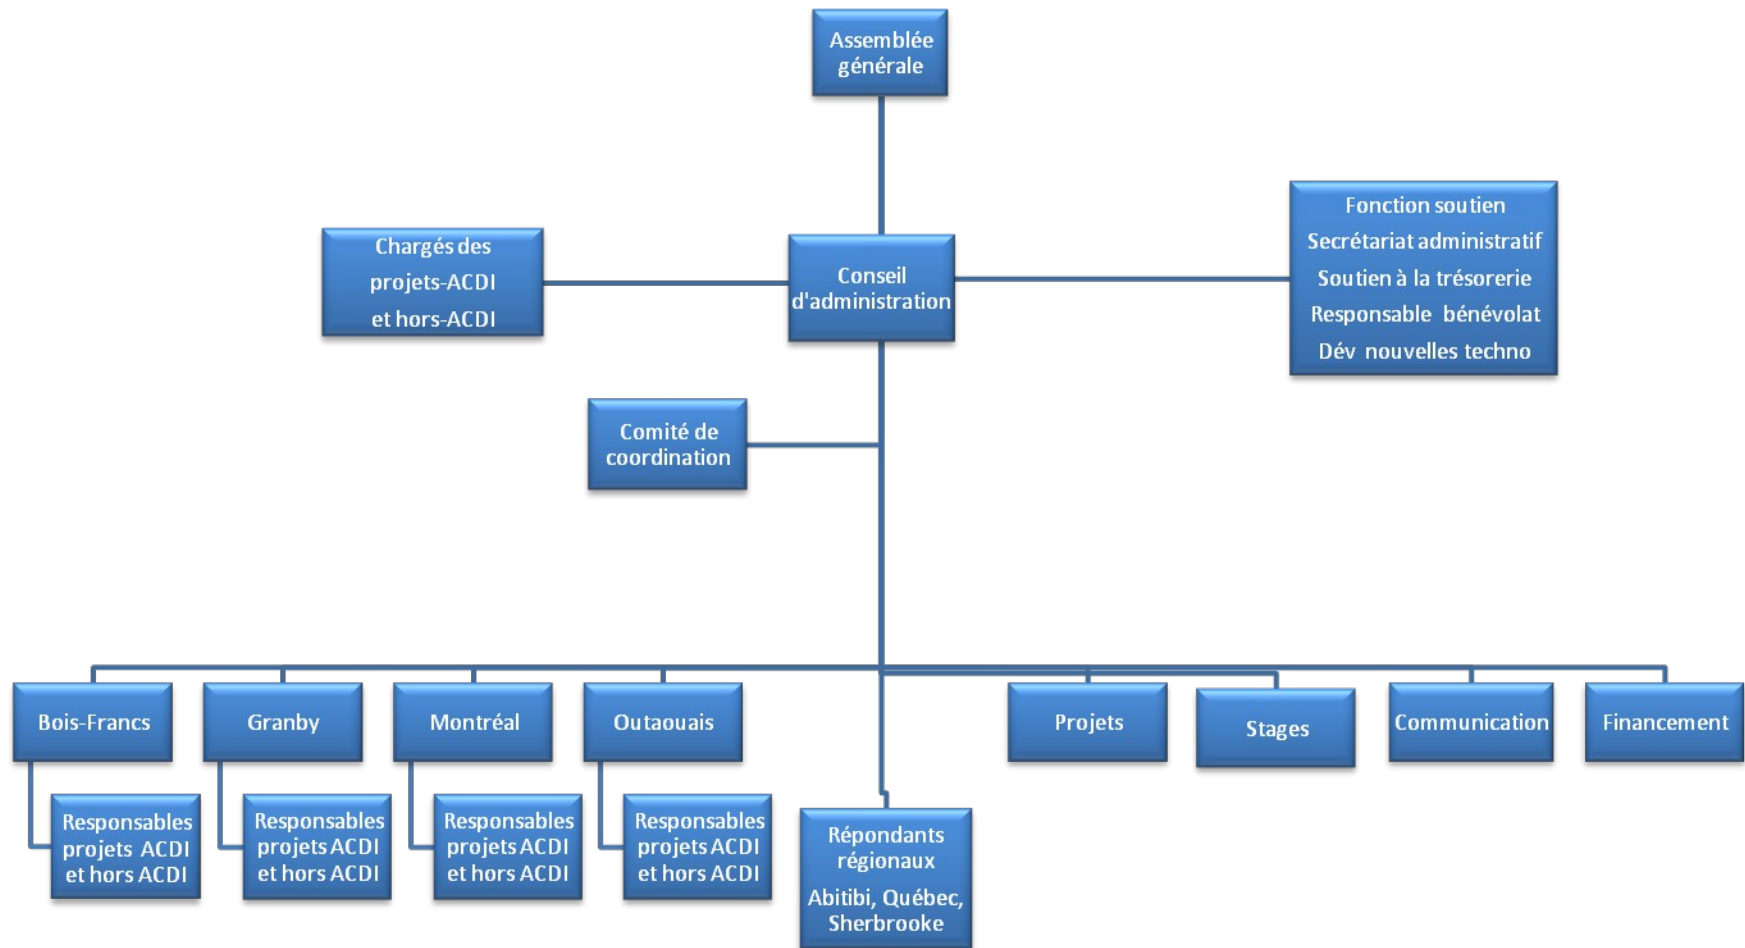 Assemblée
générale
Chargés des
projets-ACDI
et hors-ACDI
Conseil
d'administration
Fonction soutien
Secrétariat administratif
Soutien à la trésorerie
Responsable bénévolat
Dév nouvelles techno
Comité de
coordination
Bois-Francs
Granby
Montréal
Outaouais
Projets
Stages
Communication
Financement
Responsables
projets ACDI
et hors ACDI
Responsables
projets ACDI
et hors ACDI
Responsables
projets ACDI
et hors ACDI
Responsables
projets ACDI
et hors ACDI
Répondants
régionaux
Abitibi, Québec,
Sherbrooke